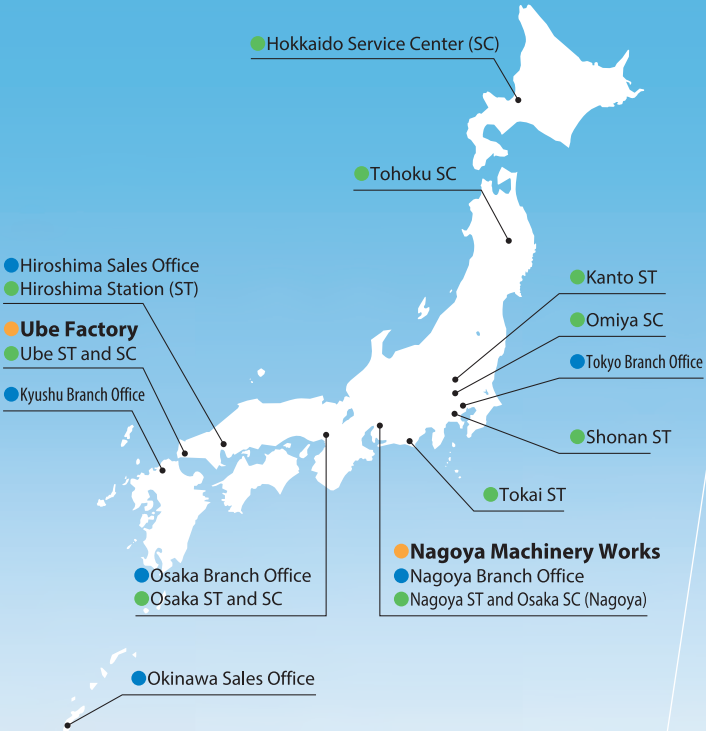 Hokkaido Service Center (SC)
Tohoku SC
Hiroshima Sales Office
Hiroshima Station (ST)
Ube Factory
Ube ST and SC
Kyushu Branch Office
Kanto ST
Omiya SC
Tokyo Branch Office
Shonan ST
Tokai ST
Nagoya Machinery Works
Nagoya Branch Office
Nagoya ST and Osaka SC (Nagoya)
Osaka Branch Office
Osaka ST and SC
Okinawa Sales Office